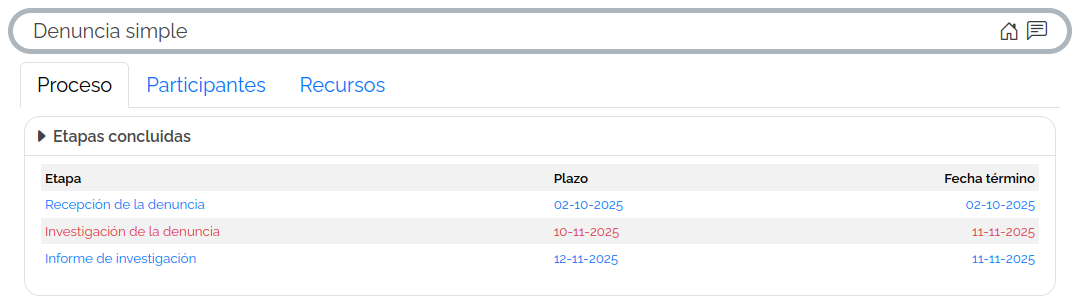 Denuncia simple
Proceso Participantes Recursos
Etapas concluidas
Etapa Plazo Fecha término
Recepción de la denuncia 02-10-2025 02-10-2025
Investigación de la denuncia 10-11-2025 11-11-2025
Informe de investigación 12-11-2025 11-11-2025